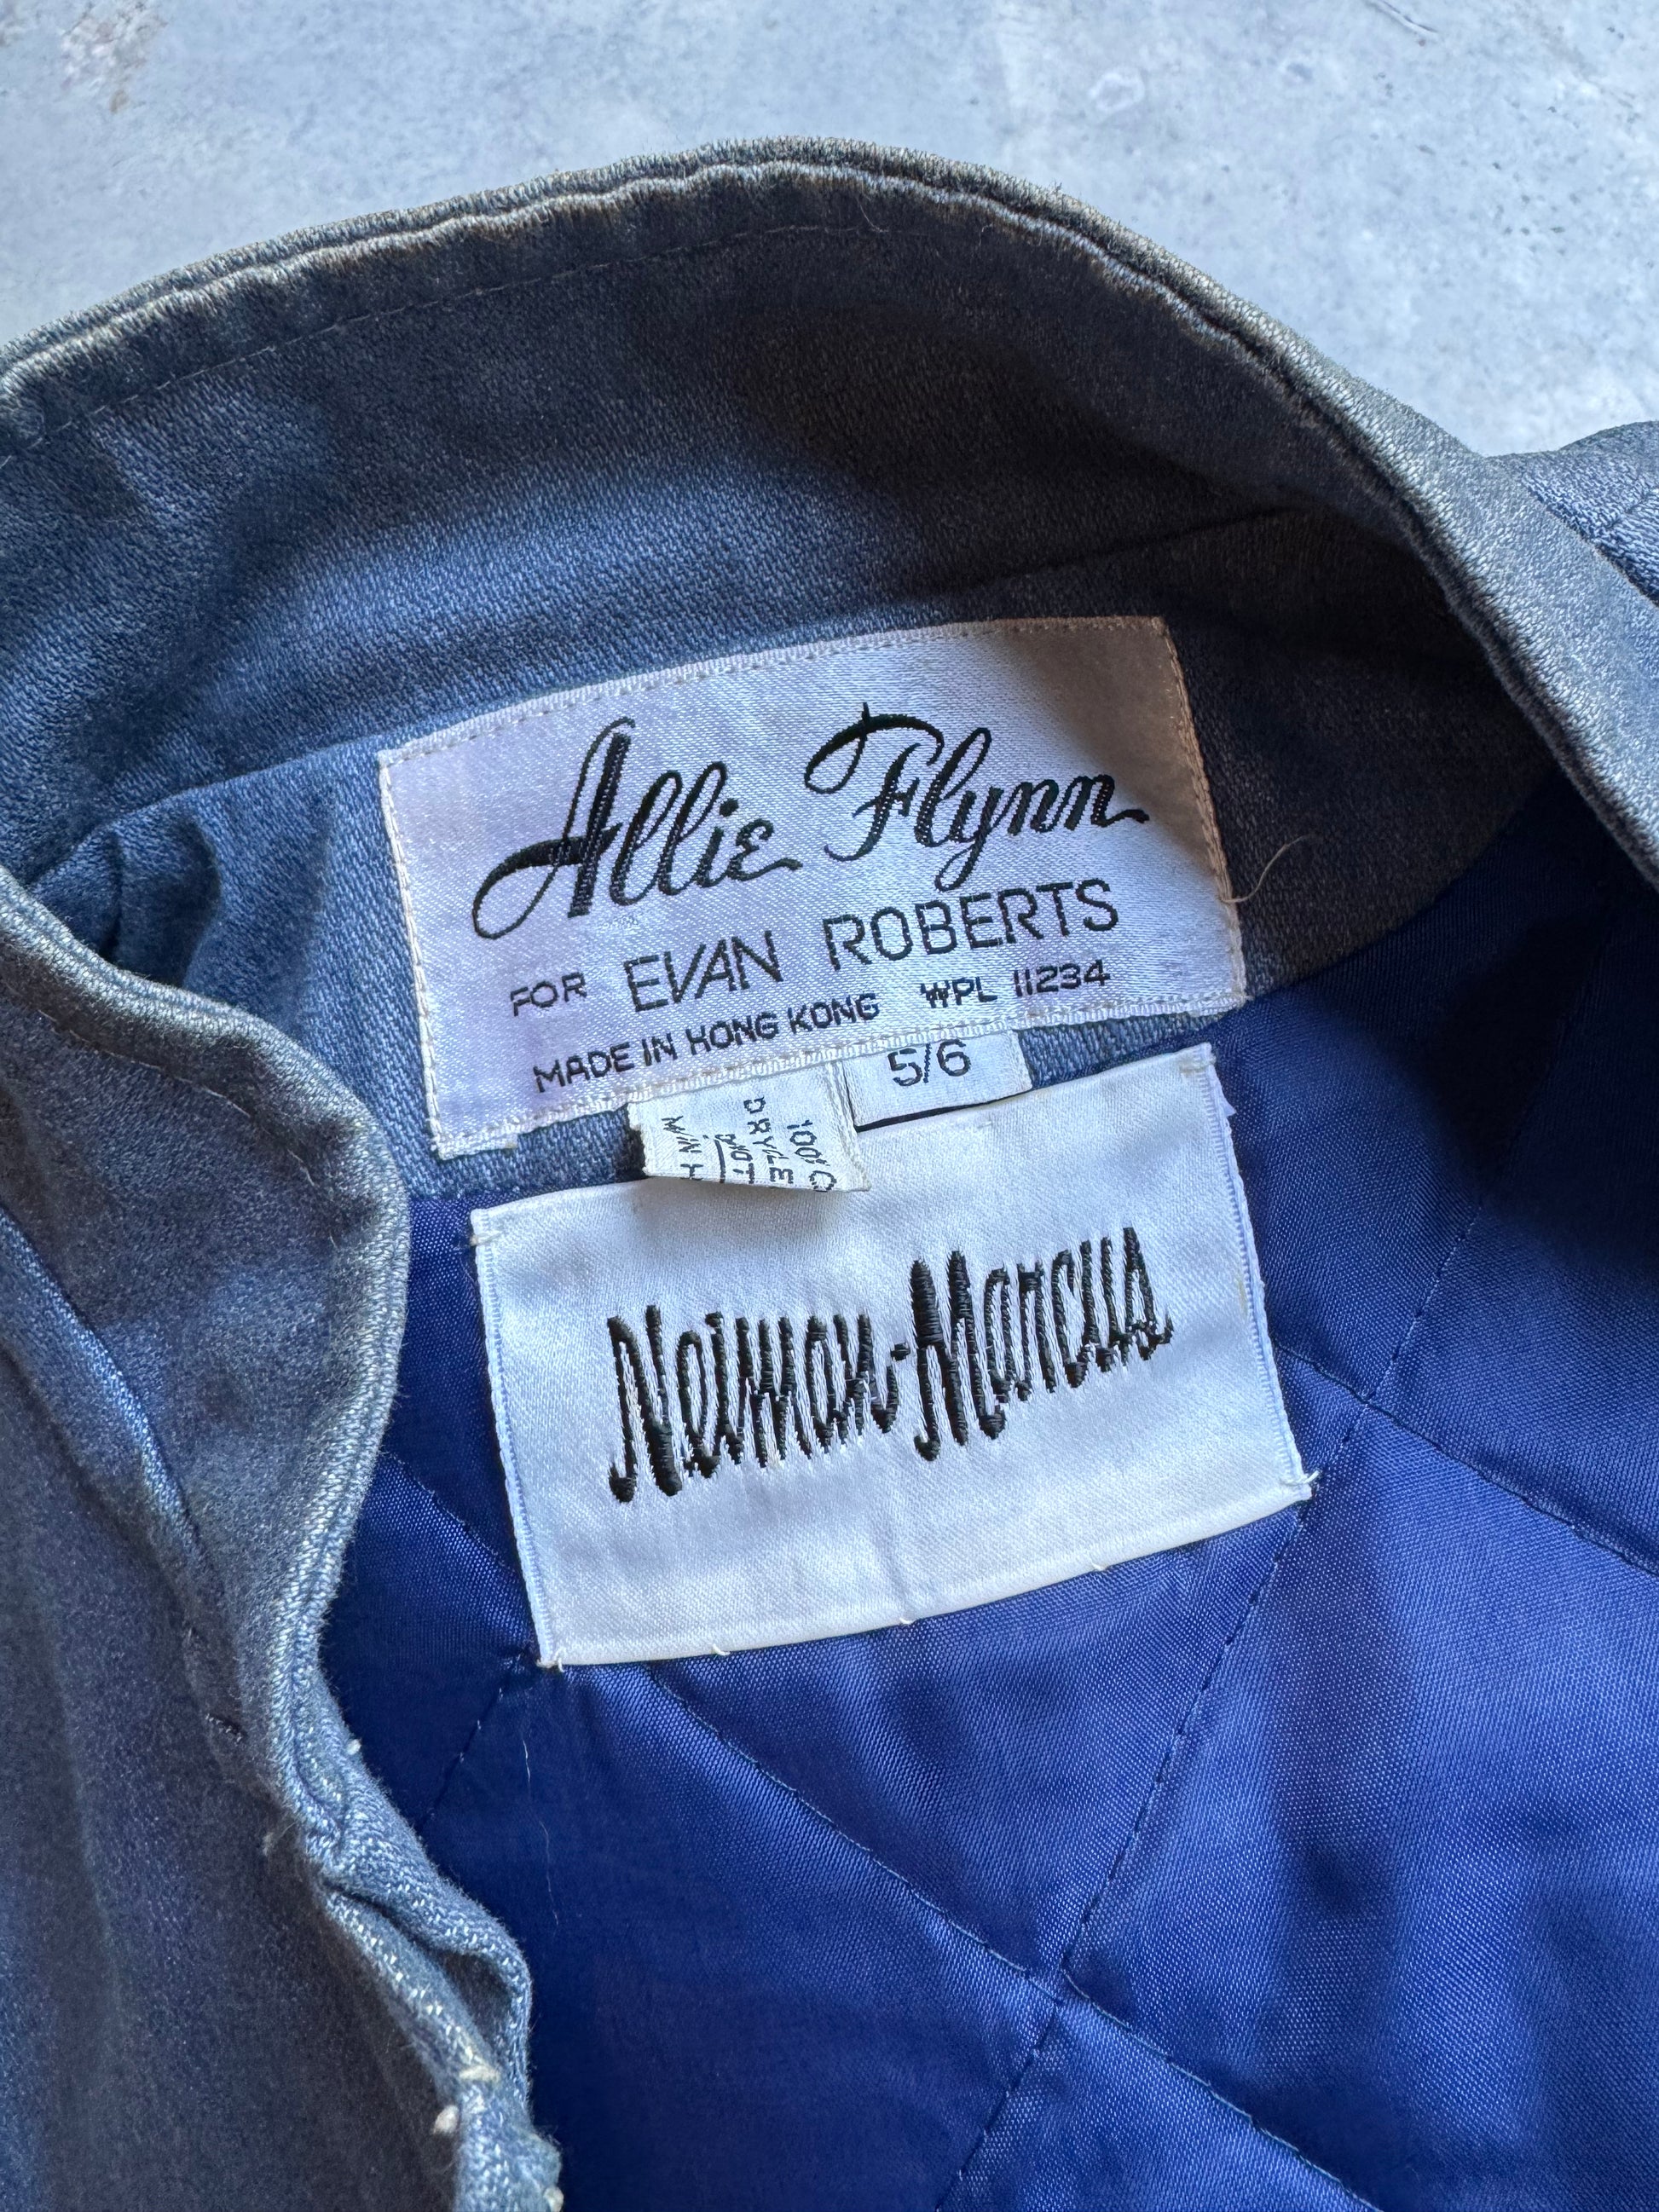 Allie Flynn
FOR EVAN ROBERTS
MADE IN HONG KONG WPL 11234
5/6
Neiman-Marcus